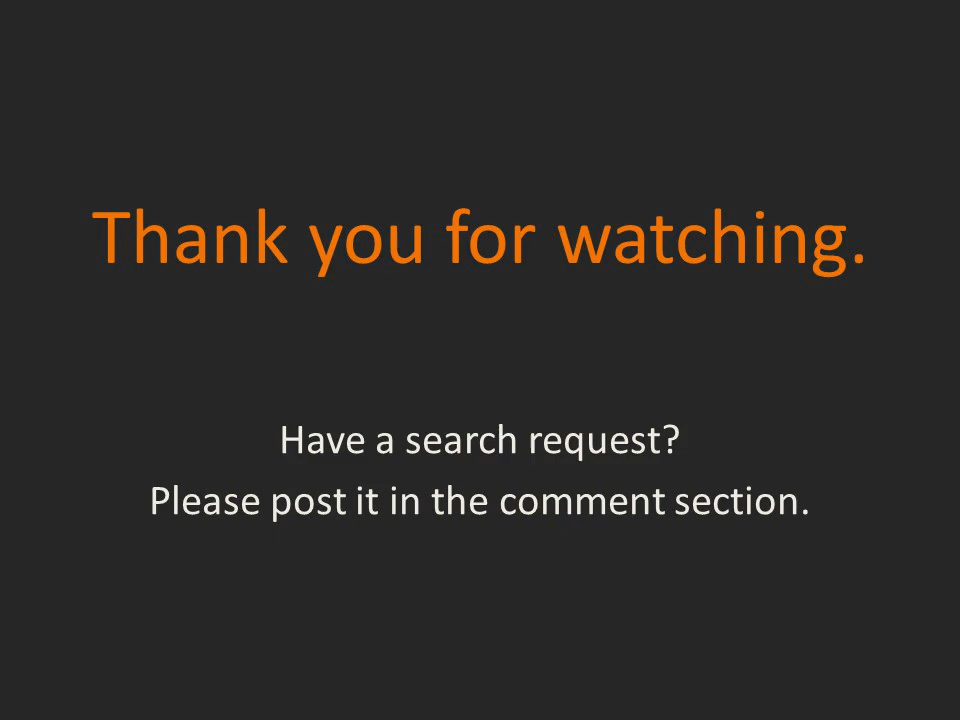 Thank you for watching.
Have a search request?
Please post it in the comment section.